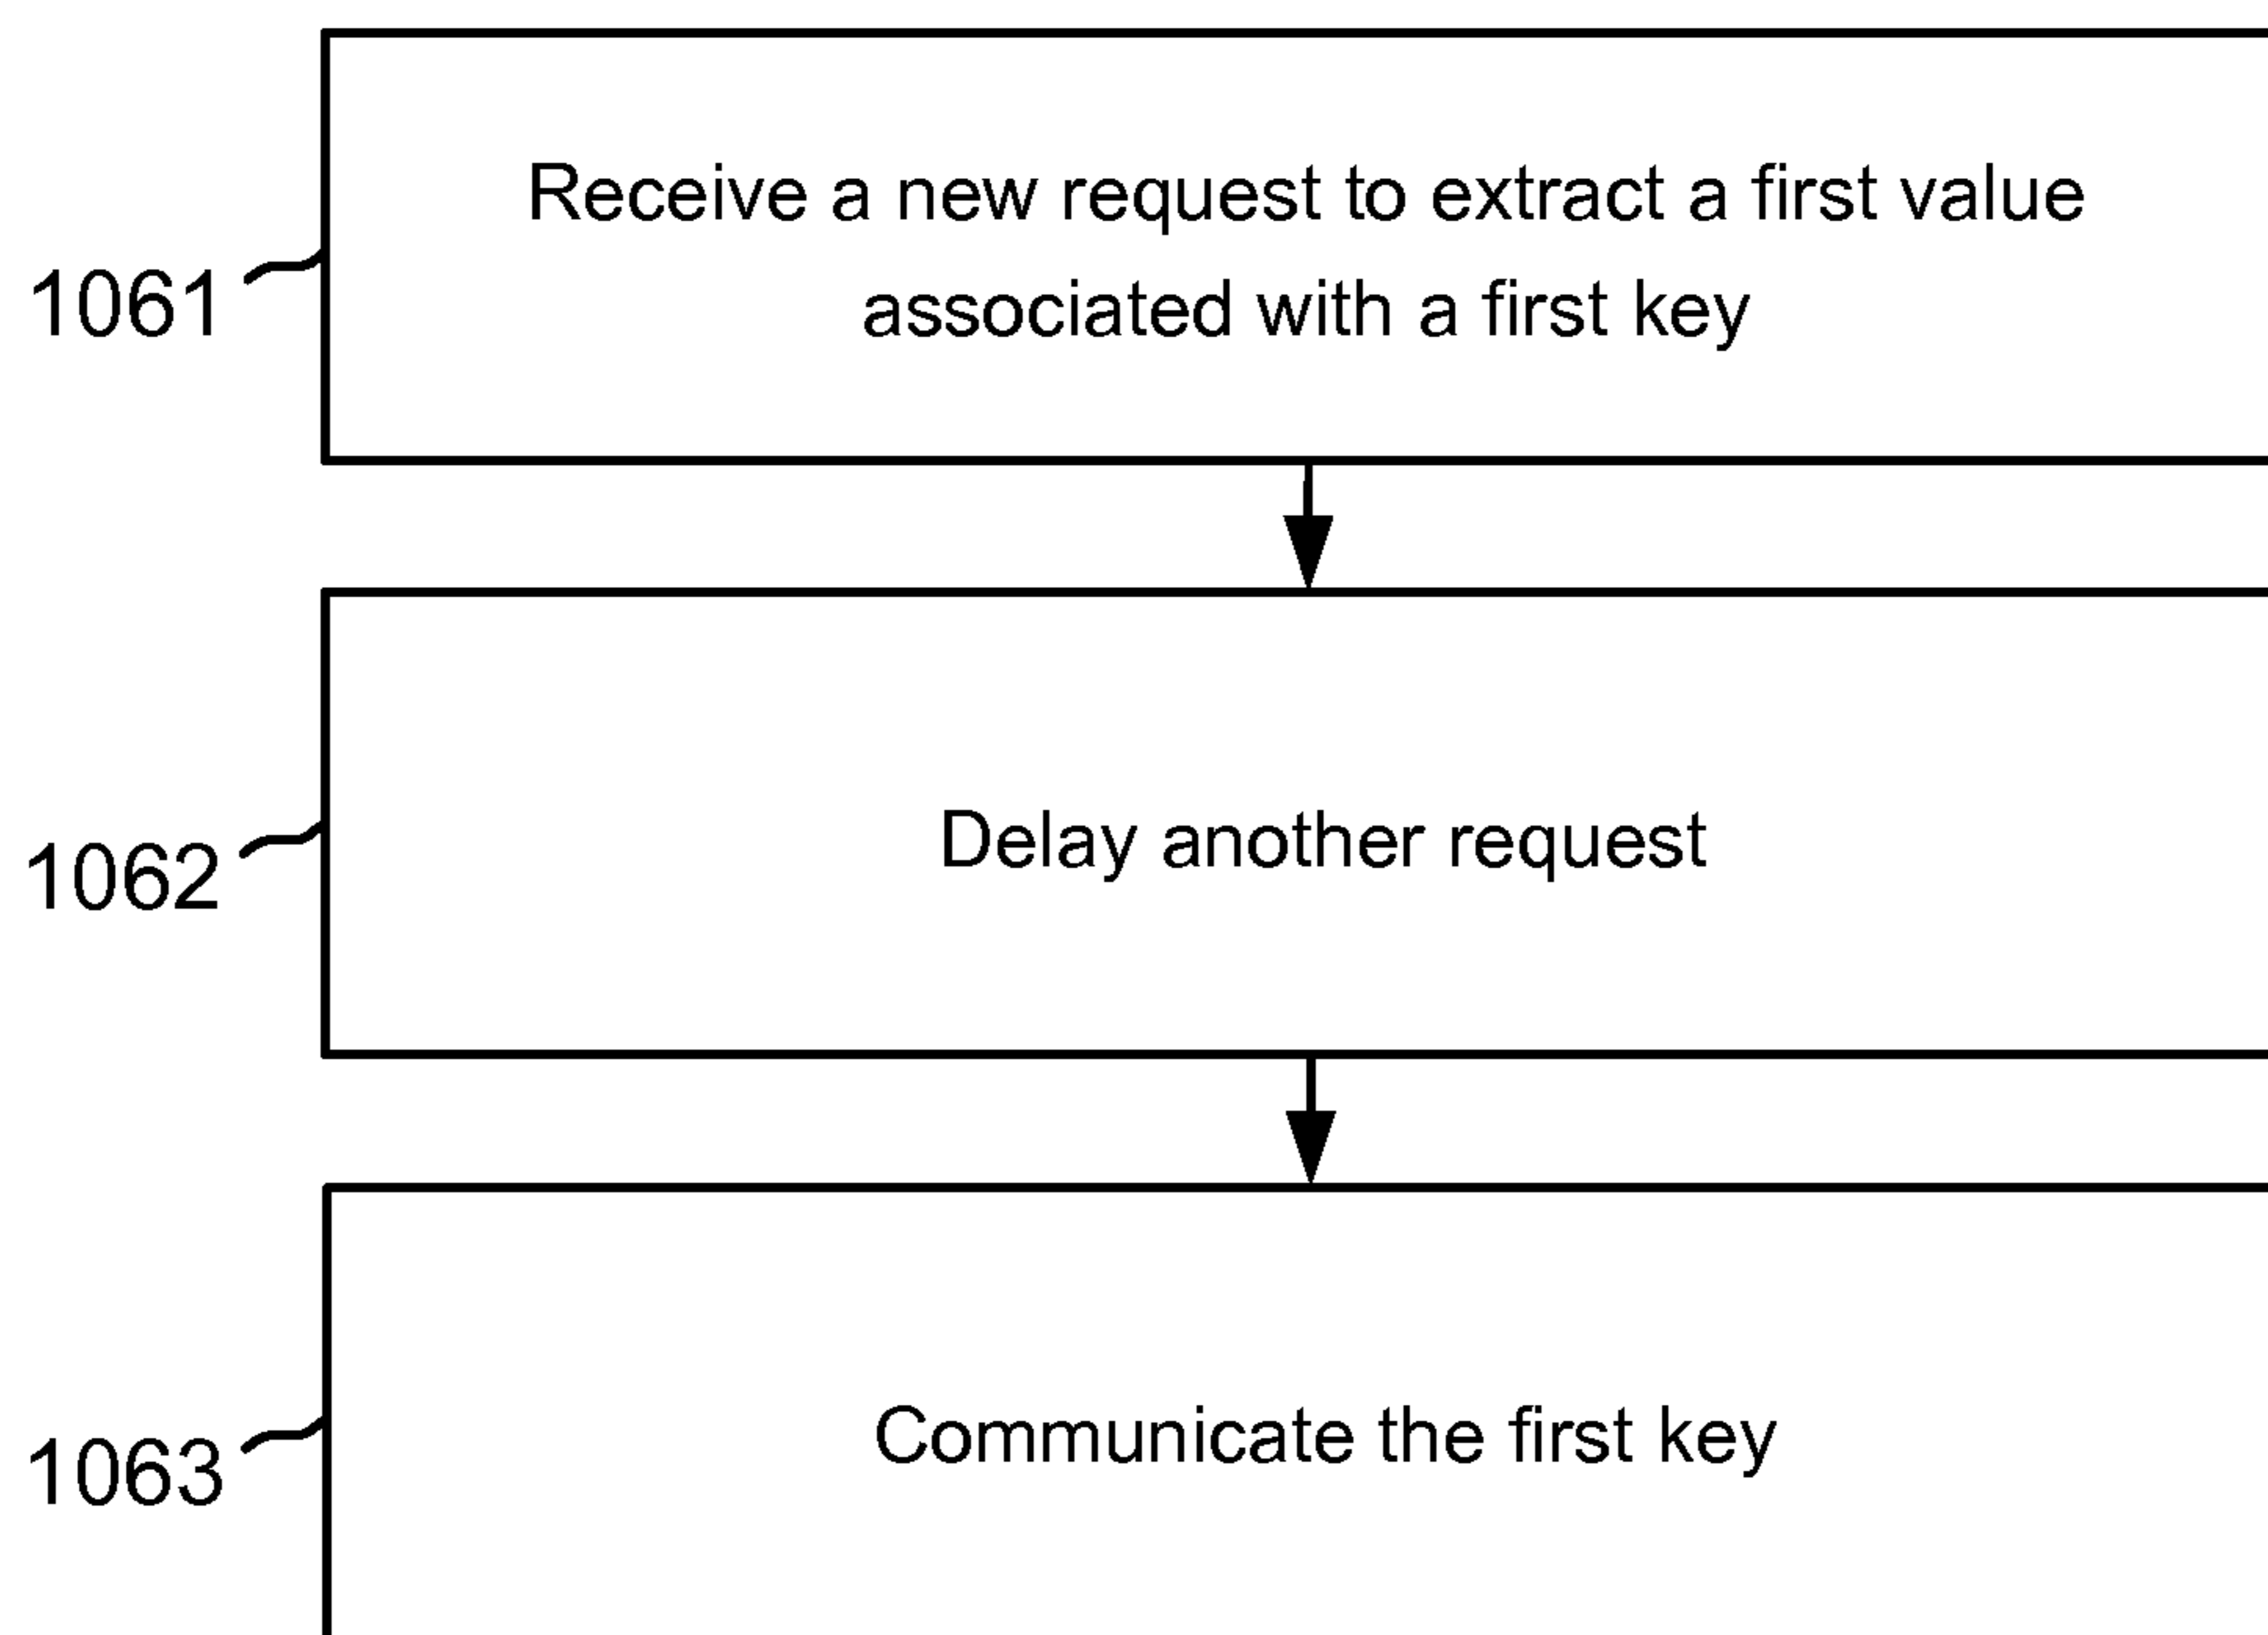 Receive a new request to extract a first value
associated with a first key
1061
Delay another request
1062
Communicate the first key
1063